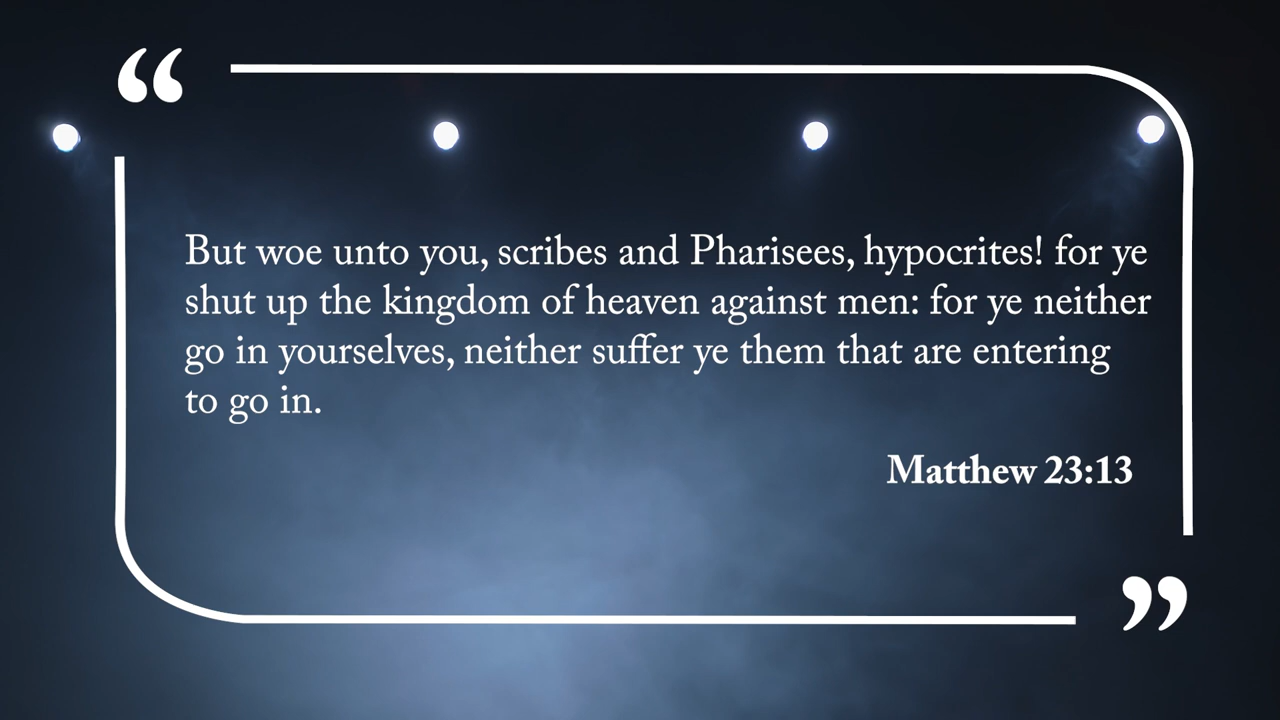 “
But woe unto you, scribes and Pharisees, hypocrites! for ye
shut up the kingdom of heaven against men: for ye neither
go in yourselves, neither suffer ye them that are entering
to go in.
Matthew 23:13
”